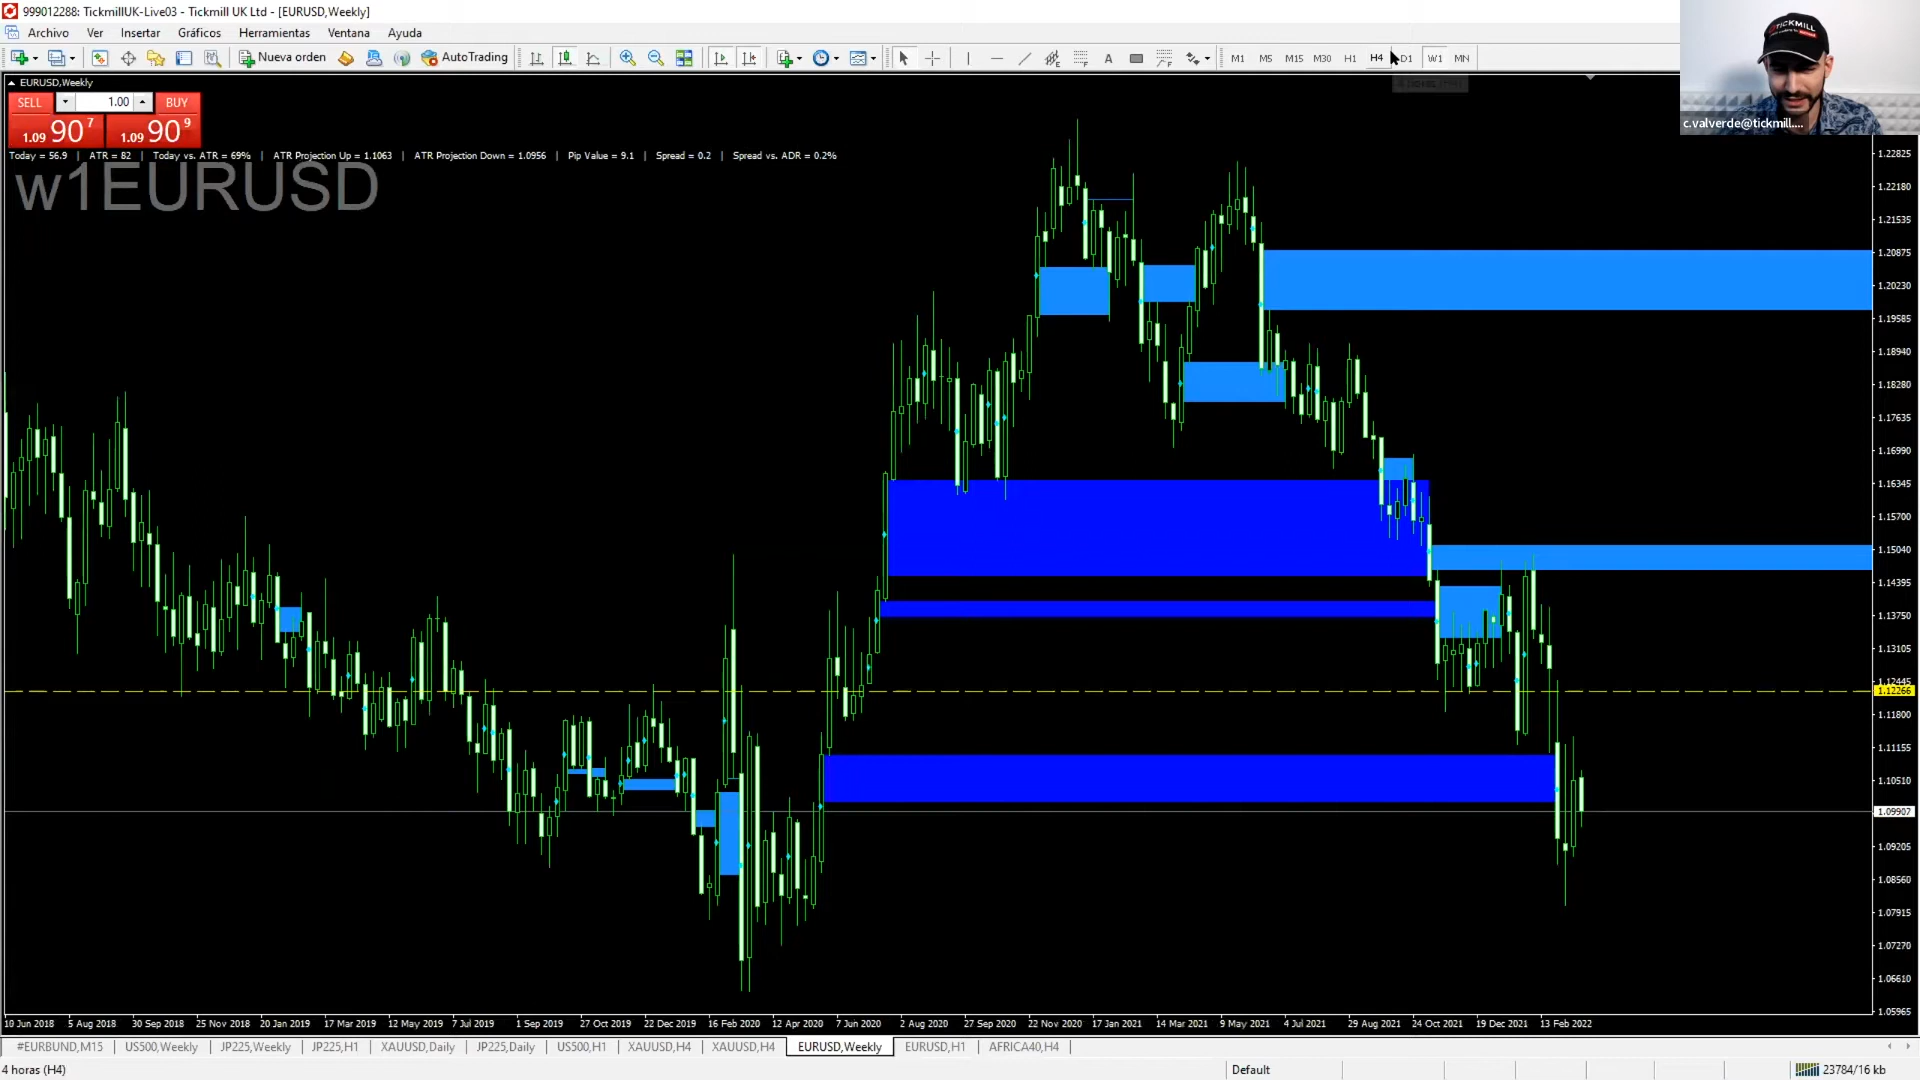 999012288: TickmillUK-Live03 - Tickmill UK Ltd - [EURUSD,Weekly]
Archivo Ver Insertar Gráficos Herramientas Ventana Ayuda
Nueva orden AutoTrading A M1 M5 M15 M30 H1 H4 D1 W1 MN
TICKMILL
c.valverde@tickmill....
EURUSD,Weekly
SELL 1.00 BUY
1.09 90 7 1.09 90 9
Today = 56.9 | ATR = 82 | Today vs. ATR = 69% | ATR Projection Up = 1.1063 | ATR Projection Down = 1.0956 | Pip Value = 9.1 | Spread = 0.2 | Spread vs. ADR = 0.2%
w1EURUSD
1.22825
1.22180
1.21535
1.20875
1.20230
1.19585
1.18940
1.18280
1.17635
1.16990
1.16345
1.15700
1.15040
1.14395
1.13750
1.13105
1.12445
1.12266
1.11800
1.11155
1.10510
1.09907
1.09205
1.08560
1.07915
1.07270
1.06610
1.05965
10 Jun 2018 5 Aug 2018 30 Sep 2018 25 Nov 2018 20 Jan 2019 17 Mar 2019 12 May 2019 7 Jul 2019 1 Sep 2019 27 Oct 2019 22 Dec 2019 16 Feb 2020 12 Apr 2020 7 Jun 2020 2 Aug 2020 27 Sep 2020 22 Nov 2020 17 Jan 2021 14 Mar 2021 9 May 2021 4 Jul 2021 29 Aug 2021 24 Oct 2021 19 Dec 2021 13 Feb 2022
#EURBUND,M15 US500,Weekly JP225,Weekly JP225,H1 XAUUSD,Daily JP225,Daily US500,H1 XAUUSD,H4 XAUUSD,H4 EURUSD,Weekly EURUSD,H1 AFRICA40,H4
4 horas (H4) Default 23784/16 kb